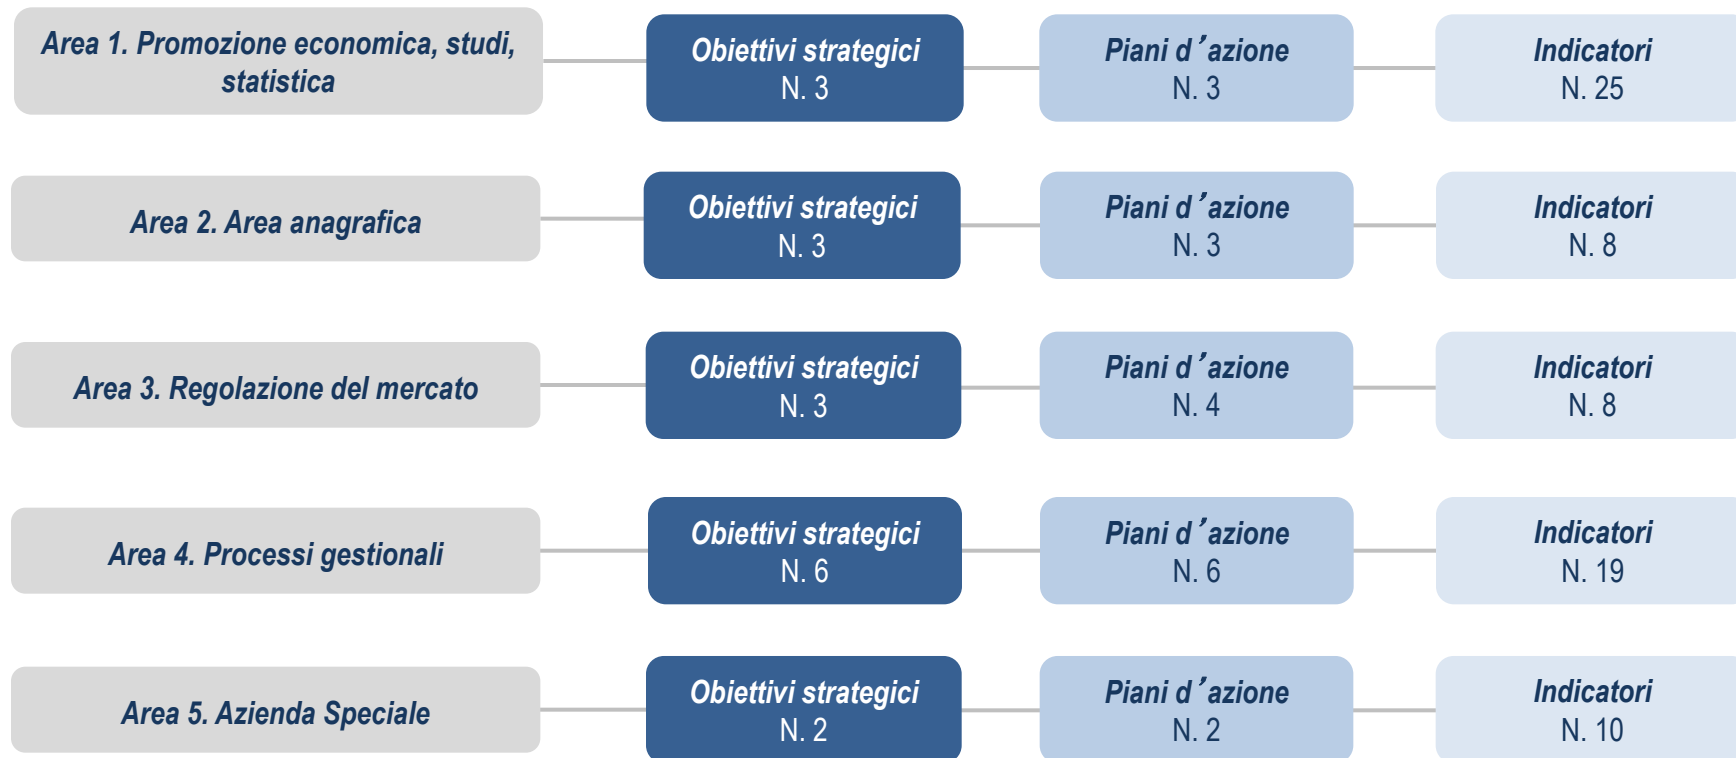 Area 1. Promozione economica, studi,
statistica
Obiettivi strategici
N. 3
Piani d’azione
N. 3
Indicatori
N. 25
Area 2. Area anagrafica
Obiettivi strategici
N. 3
Piani d’azione
N. 3
Indicatori
N. 8
Area 3. Regolazione del mercato
Obiettivi strategici
N. 3
Piani d’azione
N. 4
Indicatori
N. 8
Area 4. Processi gestionali
Obiettivi strategici
N. 6
Piani d’azione
N. 6
Indicatori
N. 19
Area 5. Azienda Speciale
Obiettivi strategici
N. 2
Piani d’azione
N. 2
Indicatori
N. 10